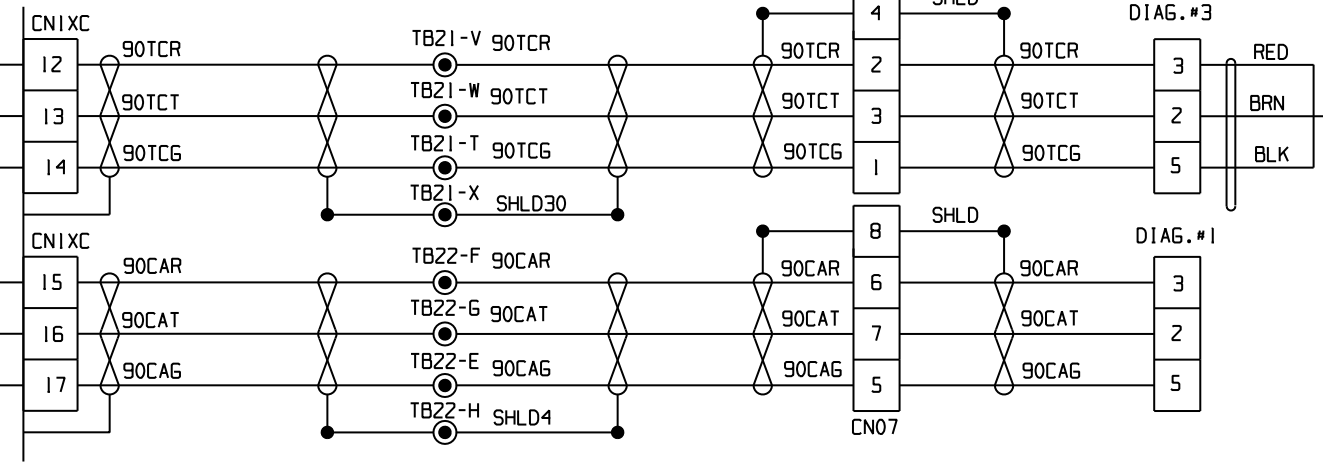 CN1XC
4
SHLD
DIAG.#3
12 90TCR TB21-V 90TCR 90TCR 2 90TCR 3 RED
13 90TCT TB21-W 90TCT 90TCT 3 90TCT 2 BRN
14 90TCG TB21-T 90TCG 90TCG 1 90TCG 5 BLK
TB21-X SHLD30
CN1XC
8 SHLD
DIAG.#1
15 90CAR TB22-F 90CAR 90CAR 6 90CAR 3
16 90CAT TB22-G 90CAT 90CAT 7 90CAT 2
17 90CAG TB22-E 90CAG 90CAG 5 90CAG 5
TB22-H SHLD4
CN07